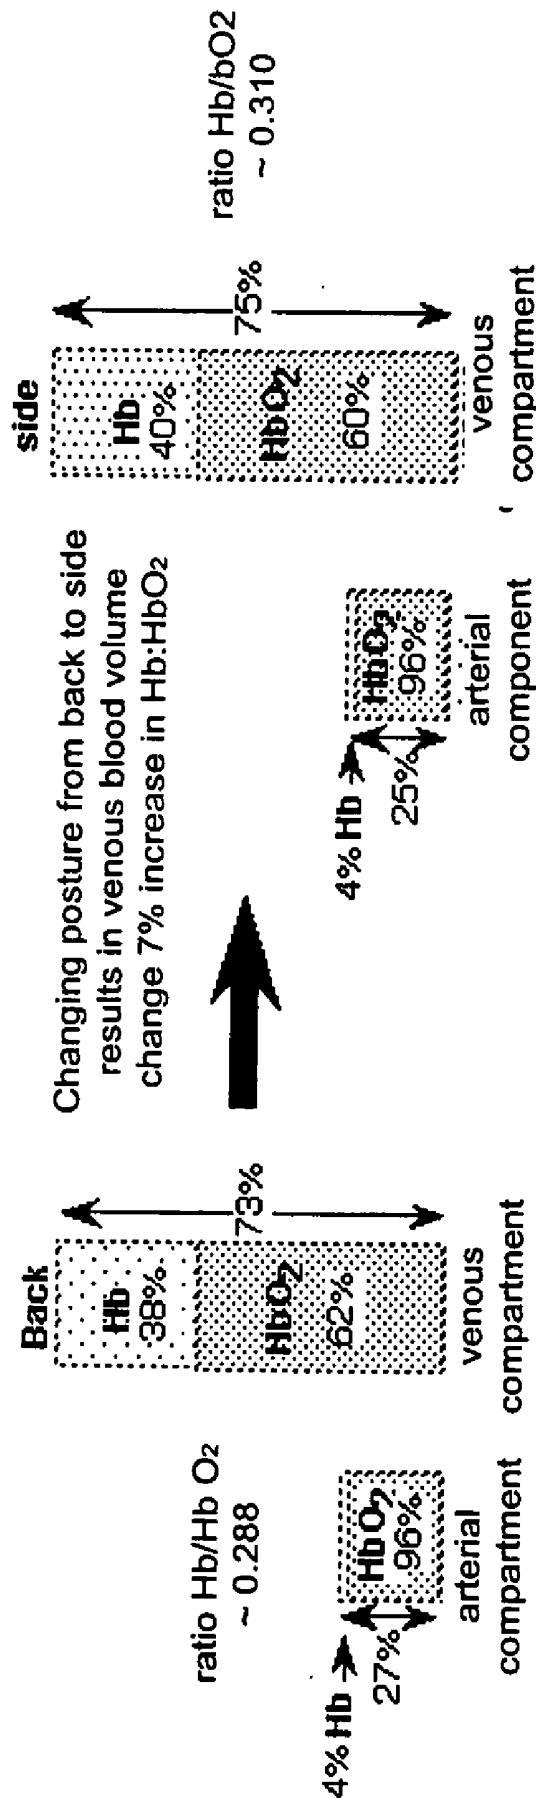 Back
ratio Hb/Hb O2
~ 0.288
4% Hb
27%
Hb O2
96%
arterial
compartment
Hb
38%
HbO2
62%
73%
venous
compartment
Changing posture from back to side
results in venous blood volume
change 7% increase in Hb:HbO2
side
4% Hb
25%
HbO2
96%
arterial
component
Hb
40%
HbO2
60%
75%
venous
compartment
ratio Hb/bO2
~ 0.310